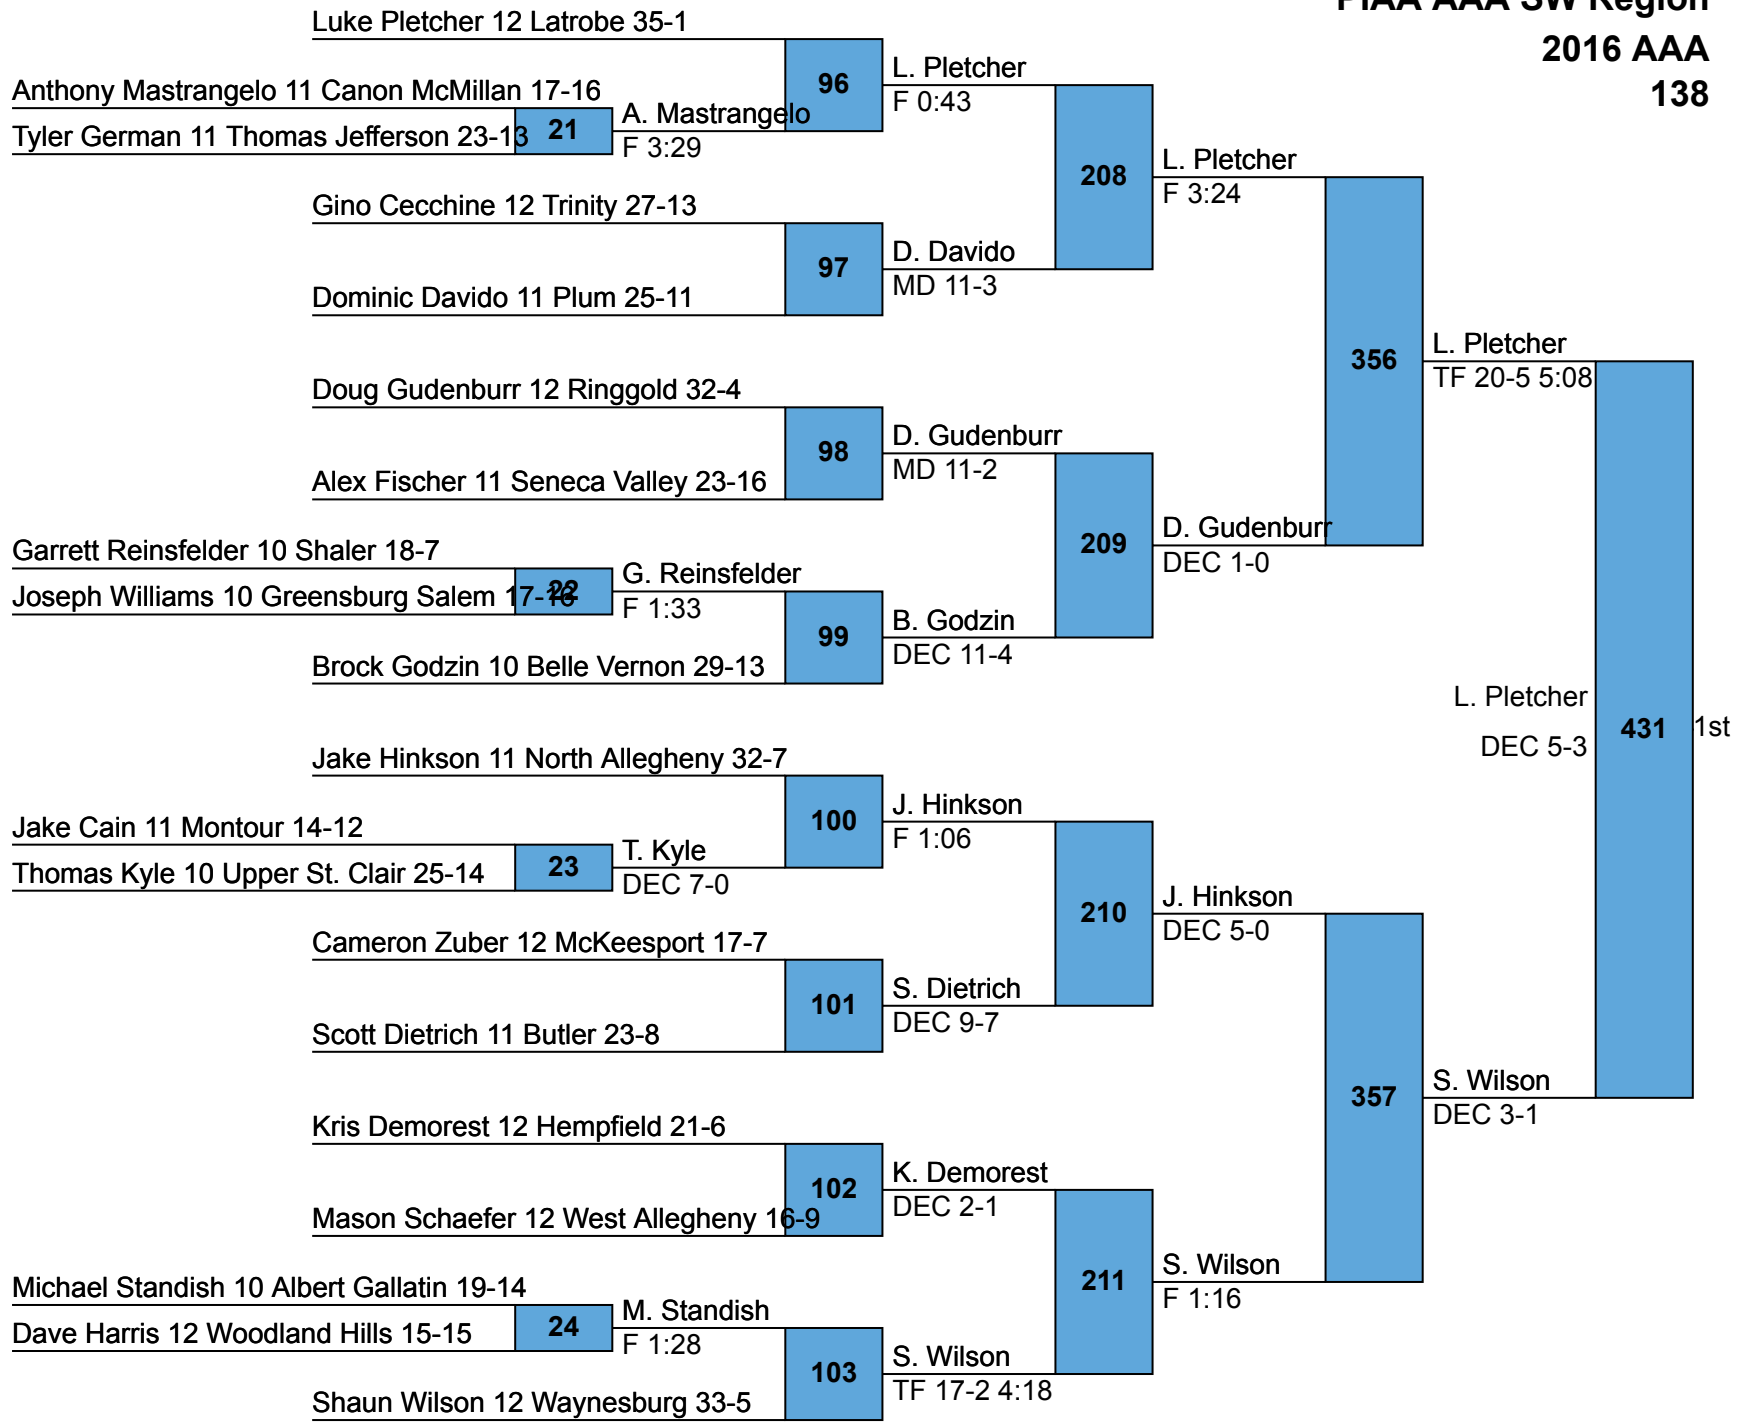 PIAA AAA SW Region
2016 AAA
138
Luke Pletcher 12 Latrobe 35-1
96
L. Pletcher
F 0:43
Anthony Mastrangelo 11 Canon McMillan 17-16
Tyler German 11 Thomas Jefferson 23-13
21
A. Mastrangelo
F 3:29
208
L. Pletcher
F 3:24
Gino Cecchine 12 Trinity 27-13
97
D. Davido
MD 11-3
Dominic Davido 11 Plum 25-11
356
L. Pletcher
TF 20-5 5:08
Doug Gudenburr 12 Ringgold 32-4
98
D. Gudenburr
MD 11-2
Alex Fischer 11 Seneca Valley 23-16
209
D. Gudenburr
DEC 1-0
Garrett Reinsfelder 10 Shaler 18-7
Joseph Williams 10 Greensburg Salem 17-16
22
G. Reinsfelder
F 1:33
99
B. Godzin
DEC 11-4
Brock Godzin 10 Belle Vernon 29-13
L. Pletcher
DEC 5-3
431
1st
Jake Hinkson 11 North Allegheny 32-7
100
J. Hinkson
F 1:06
Jake Cain 11 Montour 14-12
Thomas Kyle 10 Upper St. Clair 25-14
23
T. Kyle
DEC 7-0
210
J. Hinkson
DEC 5-0
Cameron Zuber 12 McKeesport 17-7
101
S. Dietrich
DEC 9-7
Scott Dietrich 11 Butler 23-8
357
S. Wilson
DEC 3-1
Kris Demorest 12 Hempfield 21-6
102
K. Demorest
DEC 2-1
Mason Schaefer 12 West Allegheny 16-9
211
S. Wilson
F 1:16
Michael Standish 10 Albert Gallatin 19-14
Dave Harris 12 Woodland Hills 15-15
24
M. Standish
F 1:28
103
S. Wilson
TF 17-2 4:18
Shaun Wilson 12 Waynesburg 33-5